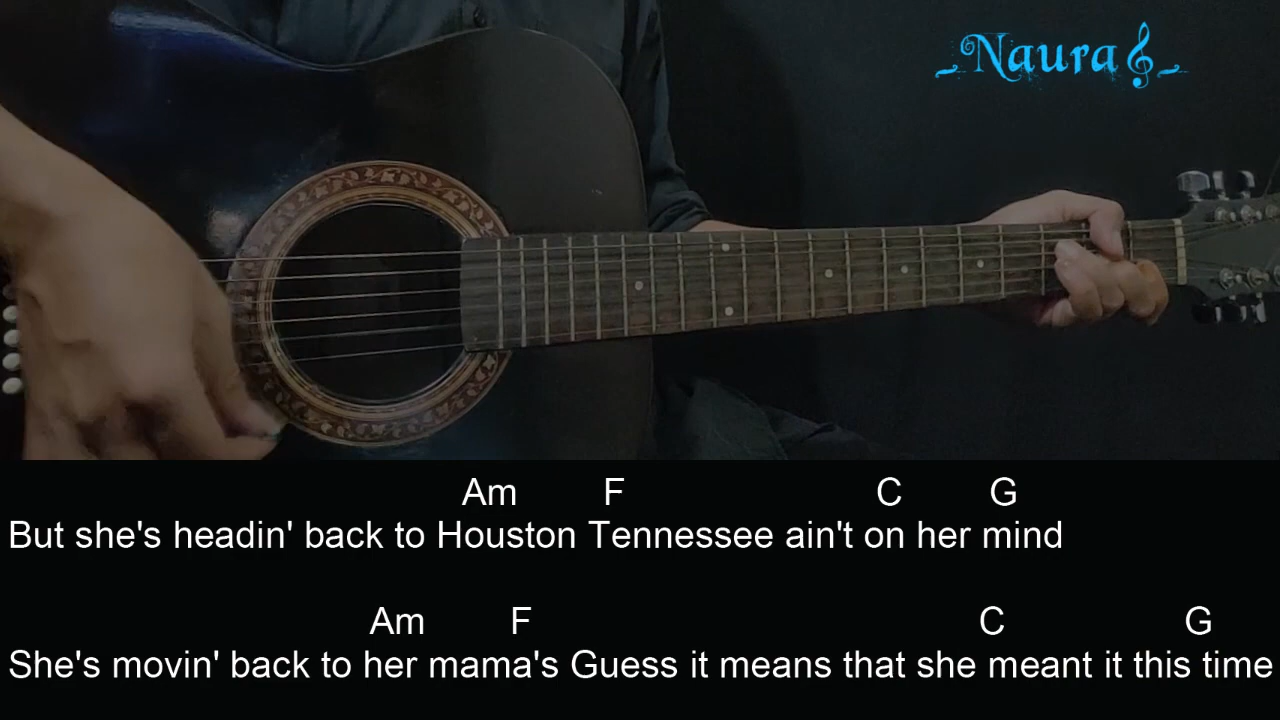 Naura
Am F C G
But she's headin' back to Houston Tennessee ain't on her mind
Am F C G
She's movin' back to her mama's Guess it means that she meant it this time